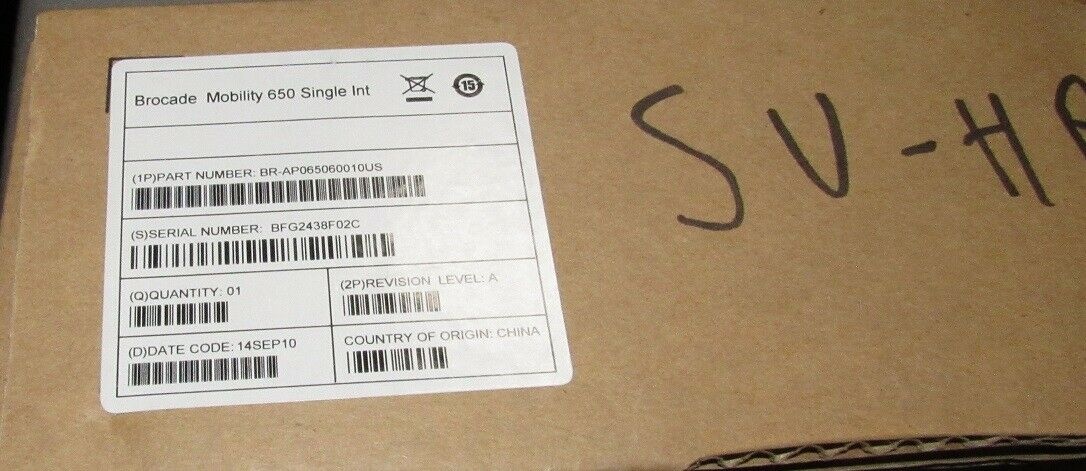 Brocade Mobility 650 Single Int
15
(1P)PART NUMBER: BR-AP065060010US
(S)SERIAL NUMBER: BFG2438F02C
(Q)QUANTITY: 01
(2P)REVISION LEVEL: A
(D)DATE CODE: 14SEP10
COUNTRY OF ORIGIN: CHINA
SV-H